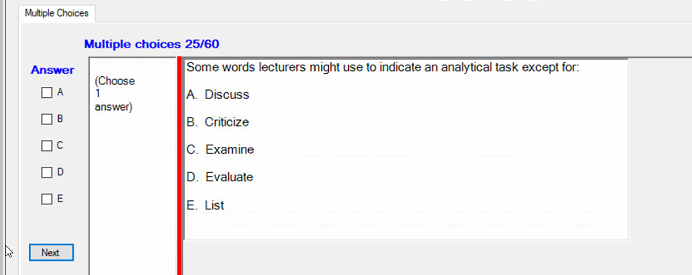 Multiple Choices
Multiple choices 25/60
Answer
A
B
C
D
E
Next
(Choose
1
answer)
Some words lecturers might use to indicate an analytical task except for:
A. Discuss
B. Criticize
C. Examine
D. Evaluate
E. List